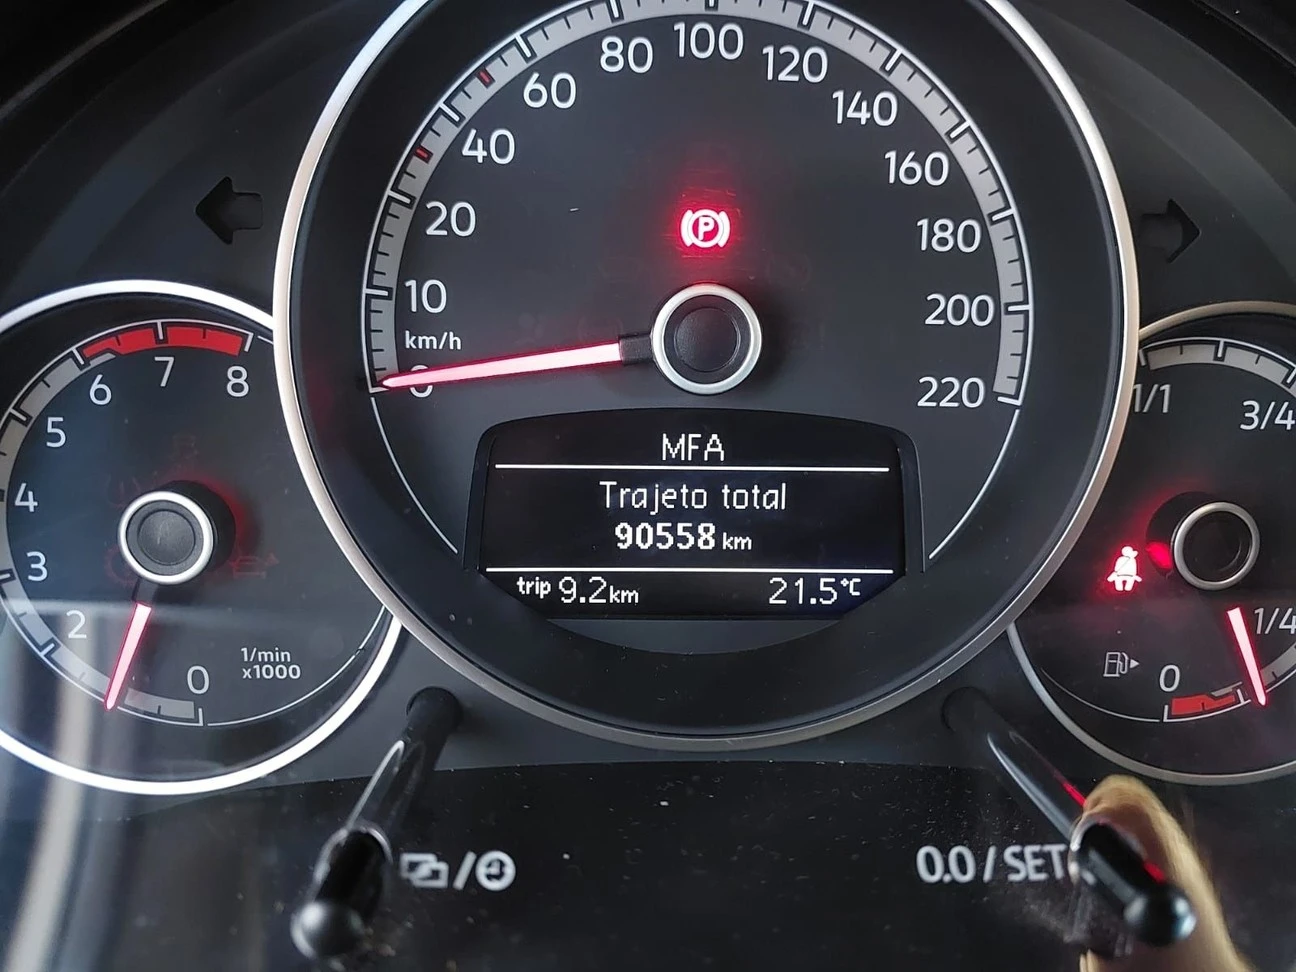 80 100 120
60 140
40 160
20 180
10 200
km/h
0 220
MFA
Trajeto total
90558 km
trip 9.2km 21.5°C
6 7 8
5
4
3
2
0
1/min
x1000
1/1 3/4
1/4
0
0.0 / SET
P